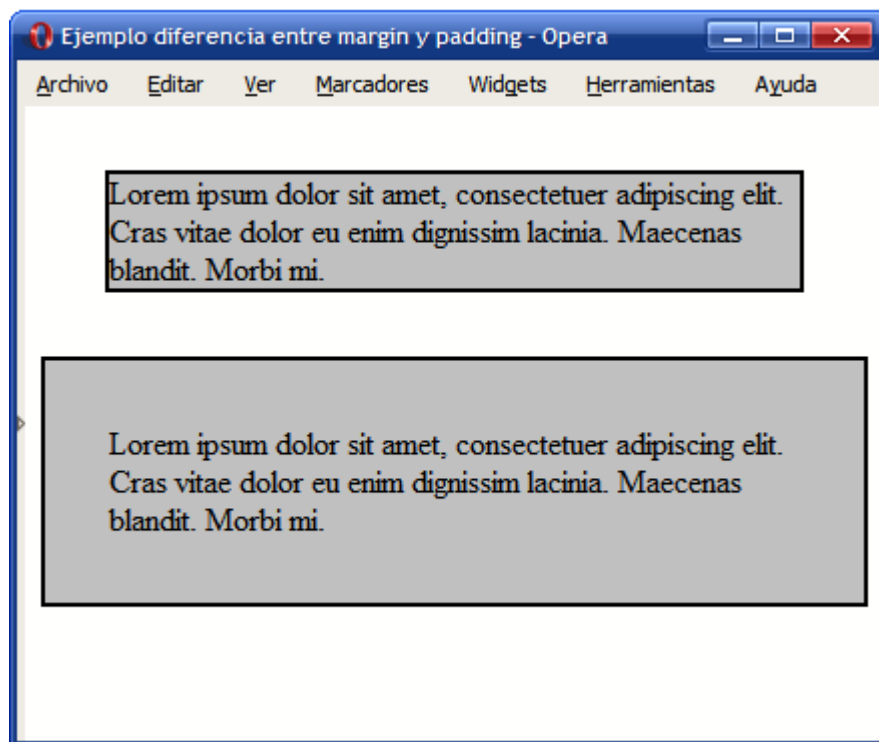 Ejemplo diferencia entre margin y padding - Opera
Archivo Editar Ver Marcadores Widgets Herramientas Ayuda
Lorem ipsum dolor sit amet, consectetuer adipiscing elit.
Cras vitae dolor eu enim dignissim lacinia. Maecenas
blandit. Morbi mi.
Lorem ipsum dolor sit amet, consectetuer adipiscing elit.
Cras vitae dolor eu enim dignissim lacinia. Maecenas
blandit. Morbi mi.